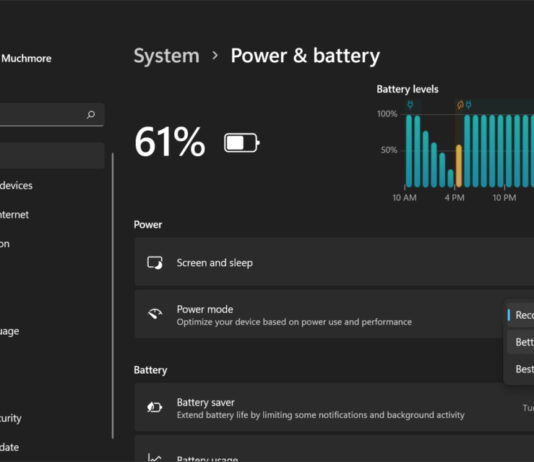 Muchmore
System > Power & battery
Battery levels
100%
50%
10 AM 4 PM 10 PM
61%
devices
nternet
on
uage
urity
date
Power
Screen and sleep
Power mode
Optimize your device based on power use and performance
Reco
Bett
Best
Battery
Battery saver
Extend battery life by limiting some notifications and background activity
Tu
Battery usage